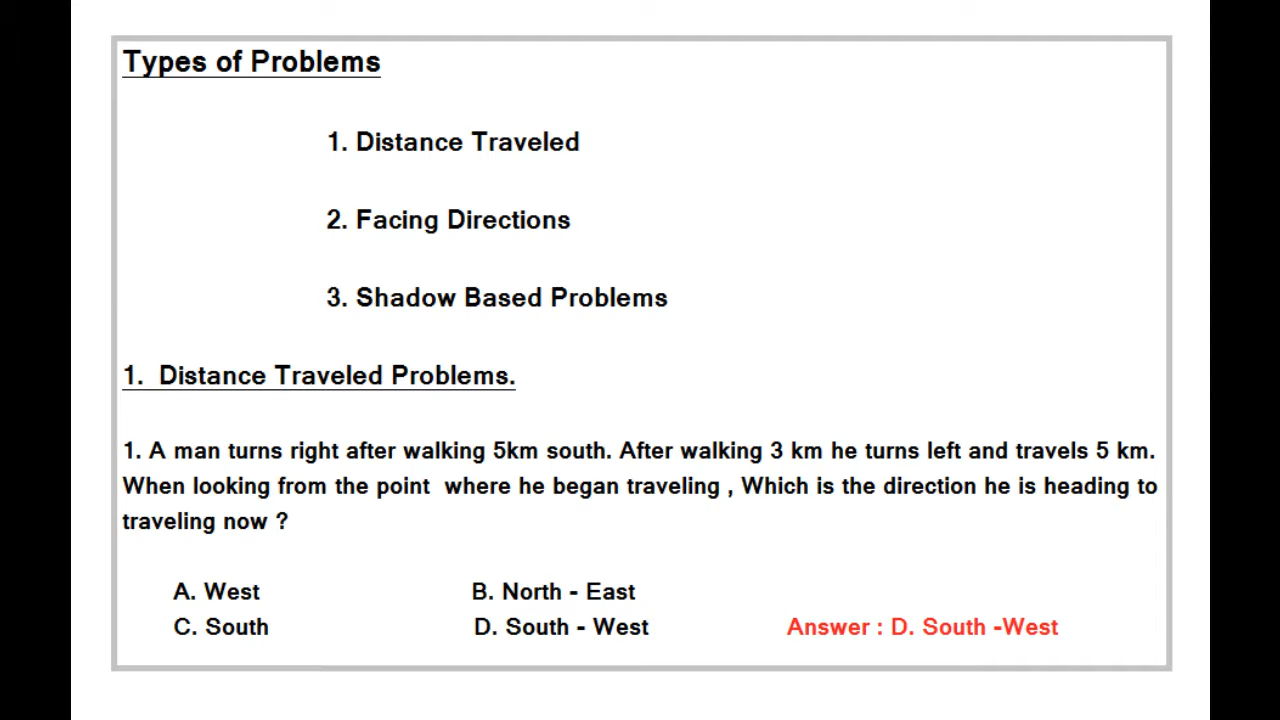 Types of Problems
1. Distance Traveled
2. Facing Directions
3. Shadow Based Problems
1. Distance Traveled Problems.
1. A man turns right after walking 5km south. After walking 3 km he turns left and travels 5 km.
When looking from the point where he began traveling , Which is the direction he is heading to
traveling now ?
A. West B. North - East
C. South D. South - West Answer : D. South -West